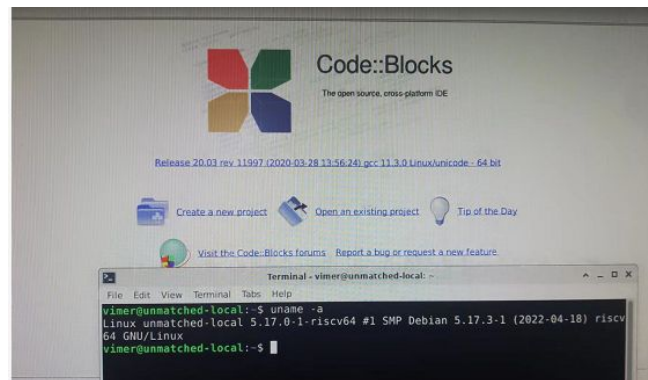 Code::Blocks
The open source, cross-platform IDE
Release 20.03 rev 11997 (2020-03-28 13:56:24) gcc 11.3.0 Linux/unicode - 64 bit
Create a new project
Open an existing project
Tip of the Day
Visit the Code::Blocks forums
Report a bug or request a new feature
Terminal - vimer@unmatched-local: ~
File Edit View Terminal Tabs Help
vimer@unmatched-local:~$ uname -a
Linux unmatched-local 5.17.0-1-riscv64 #1 SMP Debian 5.17.3-1 (2022-04-18) riscv
64 GNU/Linux
vimer@unmatched-local:~$